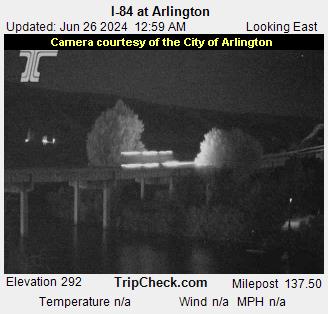 I-84 at Arlington
Updated: Jun 26 2024 12:59 AM Looking East
Camera courtesy of the City of Arlington
Elevation 292 TripCheck.com Milepost 137.50
Temperature n/a Wind n/a MPH n/a